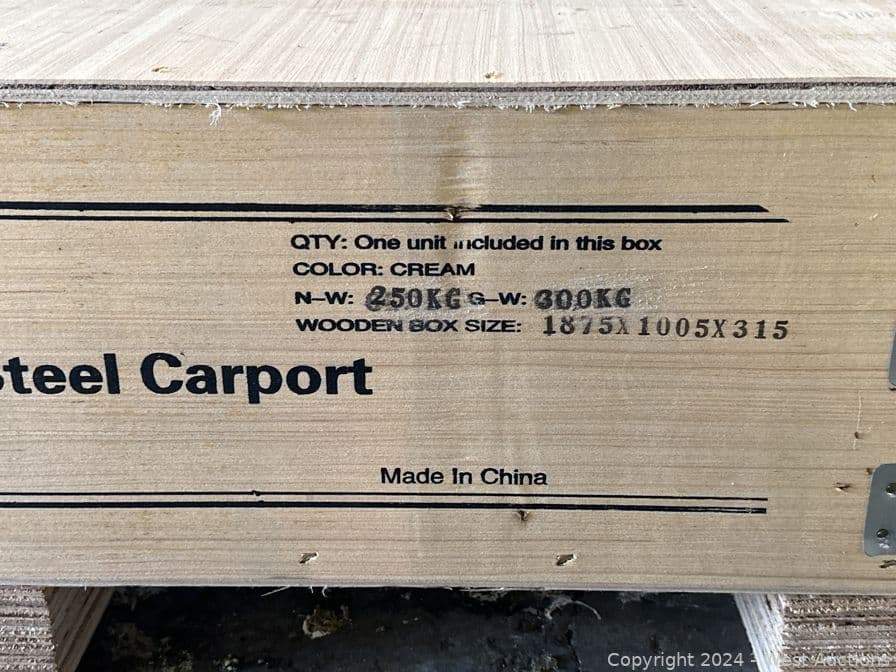 QTY: One unit included in this box
COLOR: CREAM
N-W: 250KG G-W: 300KG
WOODEN BOX SIZE: 1875X1005X315
Steel Carport
Made In China
Copyright 2024 -